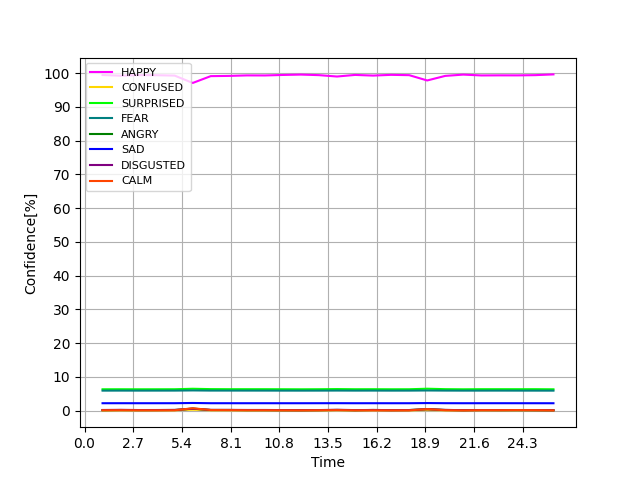 100
90
80
70
60
50
40
30
20
10
0
Confidence[%]
HAPPY
CONFUSED
SURPRISED
FEAR
ANGRY
SAD
DISGUSTED
CALM
0.0 2.7 5.4 8.1 10.8 13.5 16.2 18.9 21.6 24.3
Time